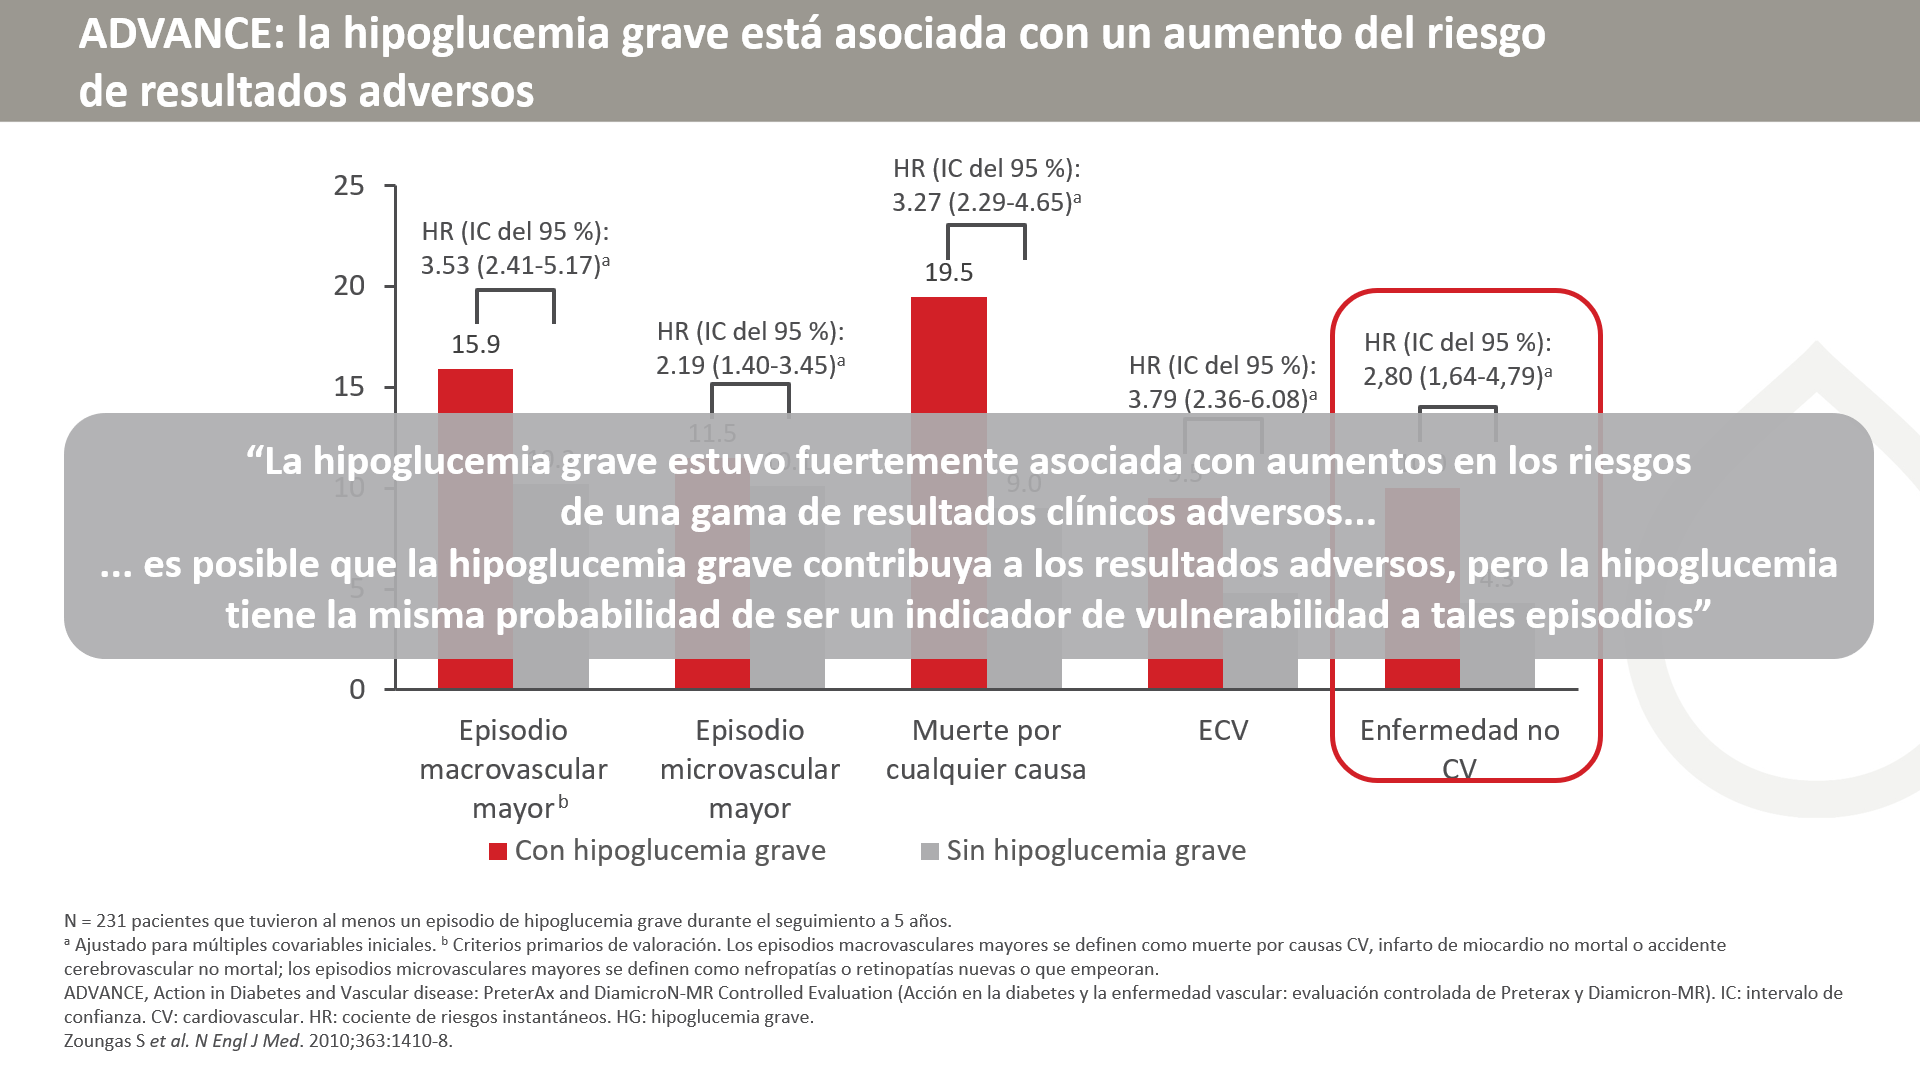 ADVANCE: la hipoglucemia grave está asociada con un aumento del riesgo
de resultados adversos
HR (IC del 95 %):
3.27 (2.29-4.65)ᵃ
25
HR (IC del 95 %):
3.53 (2.41-5.17)ᵃ
19.5
20
HR (IC del 95 %):
2.19 (1.40-3.45)ᵃ
15.9
HR (IC del 95 %):
2,80 (1,64-4,79)ᵃ
HR (IC del 95 %):
3.79 (2.36-6.08)ᵃ
15
11.5
“La hipoglucemia grave estuvo fuertemente asociada con aumentos en los riesgos
9.5
9.0
10
de una gama de resultados clínicos adversos...
... es posible que la hipoglucemia grave contribuya a los resultados adversos, pero la hipoglucemia
5
tiene la misma probabilidad de ser un indicador de vulnerabilidad a tales episodios”
0
Episodio
macrovascular
mayor ᵇ
Episodio
microvascular
mayor
Muerte por
cualquier causa
ECV
Enfermedad no
CV
Con hipoglucemia grave
Sin hipoglucemia grave
N = 231 pacientes que tuvieron al menos un episodio de hipoglucemia grave durante el seguimiento a 5 años.
ᵃ Ajustado para múltiples covariables iniciales. ᵇ Criterios primarios de valoración. Los episodios macrovasculares mayores se definen como muerte por causas CV, infarto de miocardio no mortal o accidente
cerebrovascular no mortal; los episodios microvasculares mayores se definen como nefropatías o retinopatías nuevas o que empeoran.
ADVANCE, Action in Diabetes and Vascular disease: PreterAx and DiamicroN-MR Controlled Evaluation (Acción en la diabetes y la enfermedad vascular: evaluación controlada de Preterax y Diamicron-MR). IC: intervalo de
confianza. CV: cardiovascular. HR: cociente de riesgos instantáneos. HG: hipoglucemia grave.
Zoungas S et al. N Engl J Med. 2010;363:1410-8.